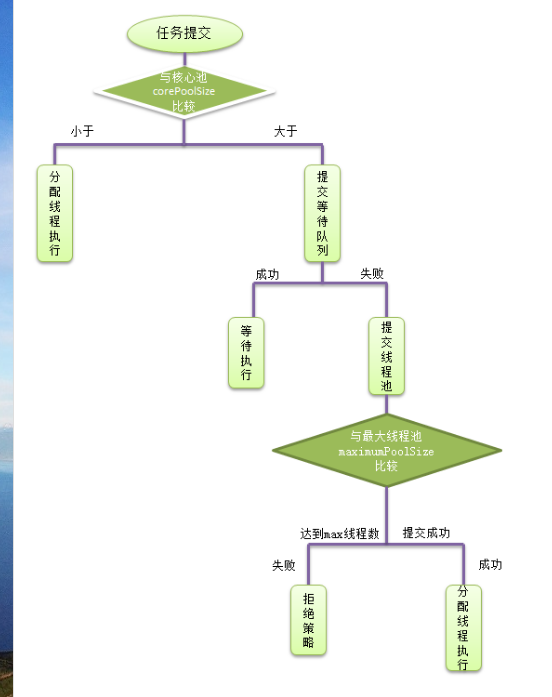 任务提交
与核心池
corePoolSize
比较
小于
大于
分配线程执行
提交等待队列
成功
失败
等待执行
提交线程池
与最大线程池
maximumPoolSize
比较
达到max线程数
提交成功
失败
成功
拒绝策略
分配线程执行